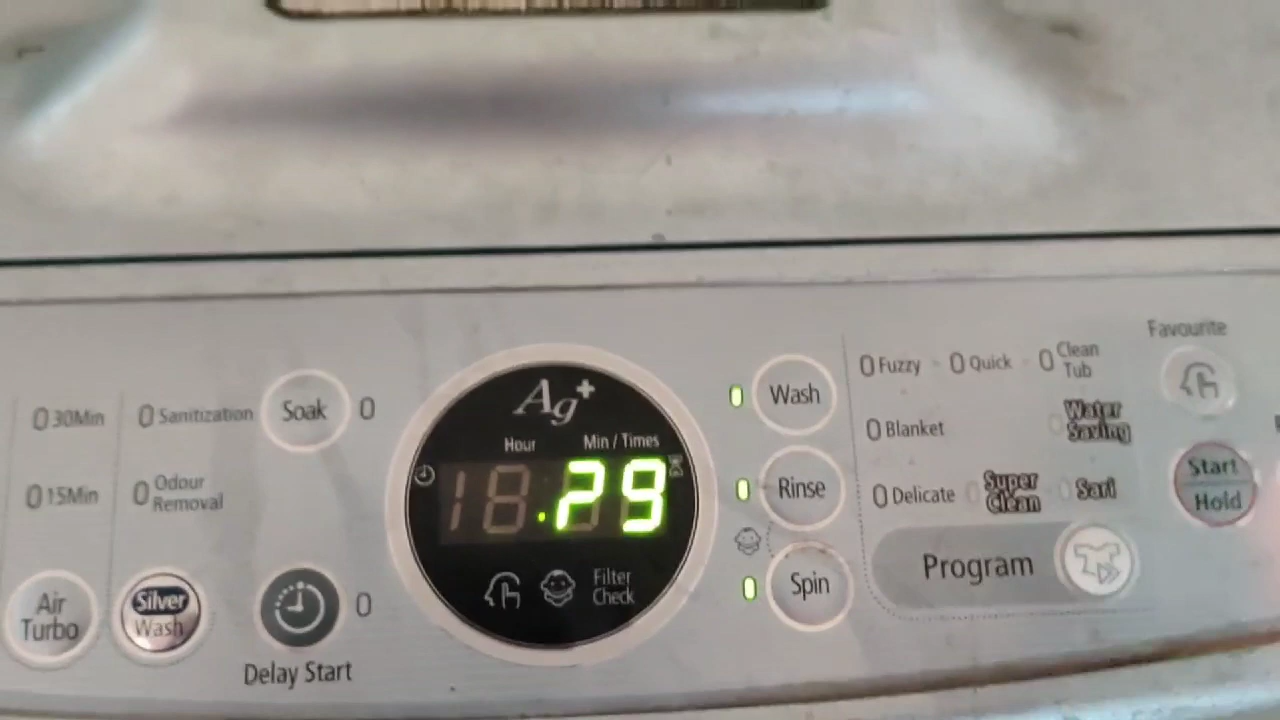 30Min
15Min
Air
Turbo
Sanitization
Odour
Removal
Silver
Wash
Soak
Delay Start
Ag+
Hour
Min / Times
29
Filter
Check
Wash
Rinse
Spin
Fuzzy
Quick
Clean
Tub
Blanket
Water
Saving
Delicate
Super
Clean
Sari
Program
Favourite
Start
Hold